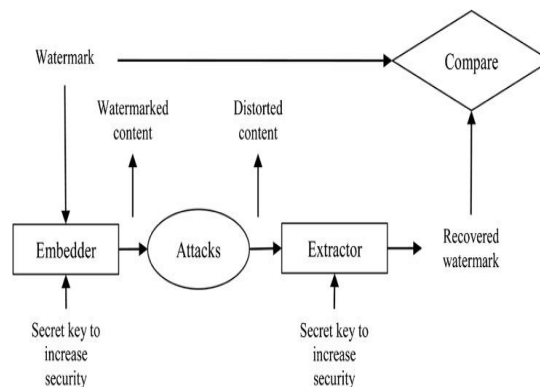 Watermark
Compare
Watermarked
content
Distorted
content
Embedder
Attacks
Extractor
Recovered
watermark
Secret key to
increase
security
Secret key to
increase
security